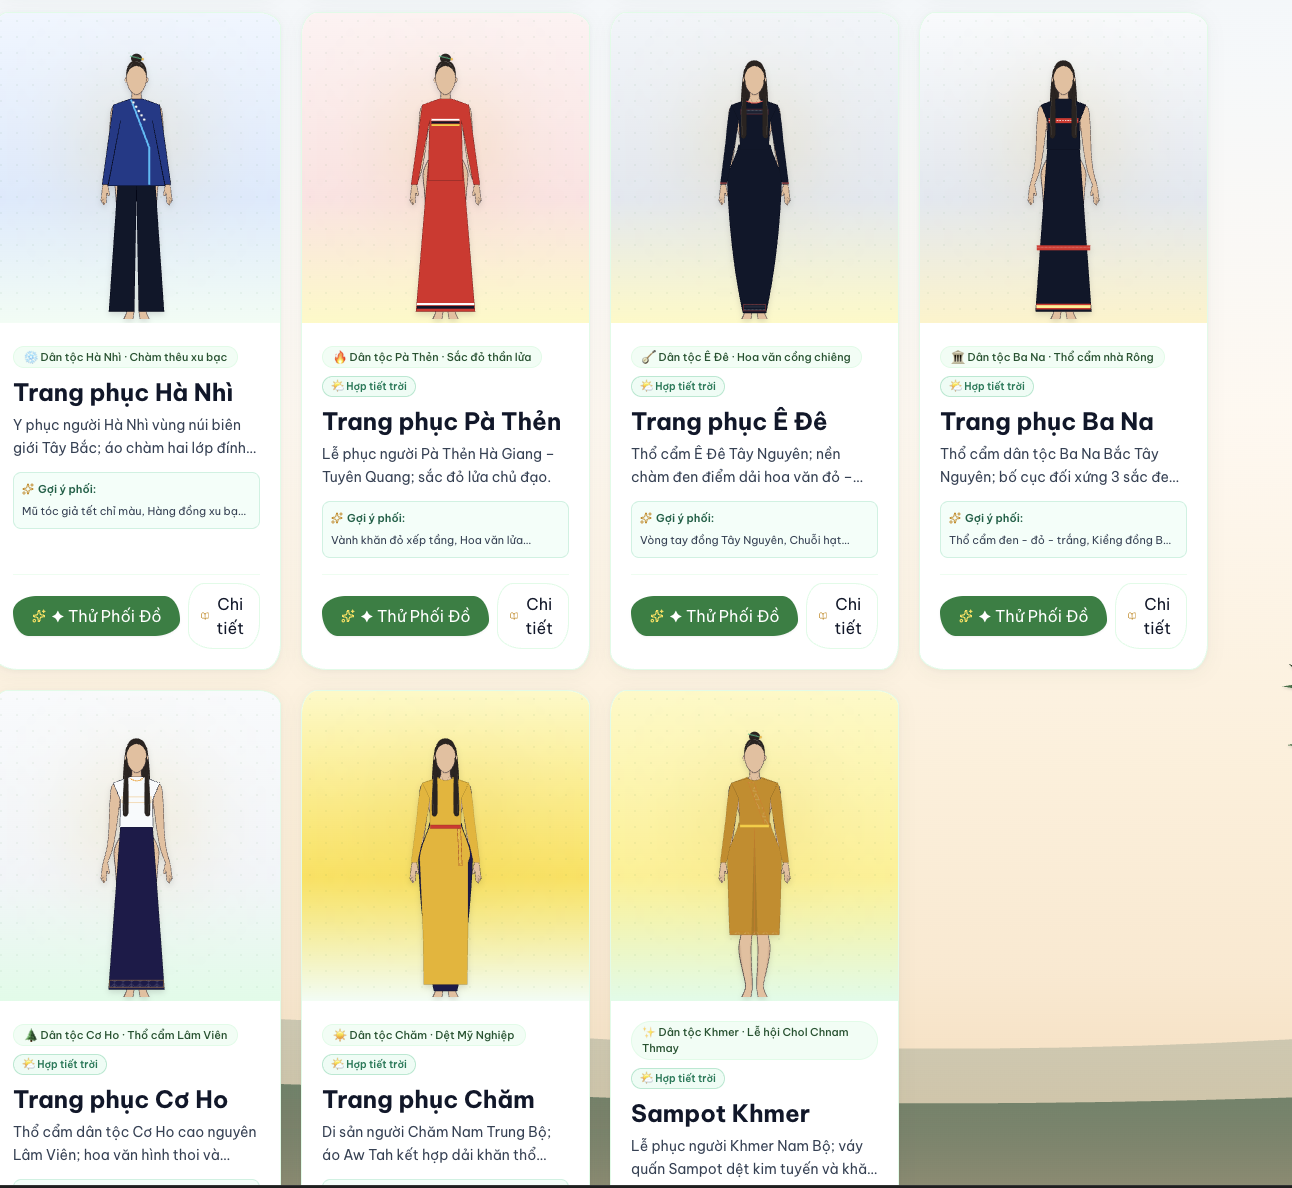 Dân tộc Hà Nhì · Chàm thêu xu bạc
Trang phục Hà Nhì
Y phục người Hà Nhì vùng núi biên
giới Tây Bắc; áo chàm hai lớp đính...
Gợi ý phối:
Mũ tóc giả tết chỉ màu, Hàng đồng xu bạ...
✦ Thử Phối Đồ
Chi
tiết
Dân tộc Pà Thẻn · Sắc đỏ thần lửa
Hợp tiết trời
Trang phục Pà Thẻn
Lễ phục người Pà Thẻn Hà Giang –
Tuyên Quang; sắc đỏ lửa chủ đạo.
Gợi ý phối:
Vành khăn đỏ xếp tầng, Hoa văn lửa...
✦ Thử Phối Đồ
Chi
tiết
Dân tộc Ê Đê · Hoa văn cồng chiêng
Hợp tiết trời
Trang phục Ê Đê
Thổ cẩm Ê Đê Tây Nguyên; nền
chàm đen điểm dải hoa văn đỏ –...
Gợi ý phối:
Vòng tay đồng Tây Nguyên, Chuỗi hạt...
✦ Thử Phối Đồ
Chi
tiết
Dân tộc Ba Na · Thổ cẩm nhà Rông
Hợp tiết trời
Trang phục Ba Na
Thổ cẩm dân tộc Ba Na Bắc Tây
Nguyên; bố cục đối xứng 3 sắc đe...
Gợi ý phối:
Thổ cẩm đen - đỏ - trắng, Kiềng đồng B...
✦ Thử Phối Đồ
Chi
tiết
Dân tộc Cơ Ho · Thổ cẩm Lâm Viên
Hợp tiết trời
Trang phục Cơ Ho
Thổ cẩm dân tộc Cơ Ho cao nguyên
Lâm Viên; hoa văn hình thoi và...
Dân tộc Chăm · Dệt Mỹ Nghiệp
Hợp tiết trời
Trang phục Chăm
Di sản người Chăm Nam Trung Bộ;
áo Aw Tah kết hợp dải khăn thổ...
Dân tộc Khmer · Lễ hội Chol Chnam
Thmay
Hợp tiết trời
Sampot Khmer
Lễ phục người Khmer Nam Bộ; váy
quấn Sampot dệt kim tuyến và khă...